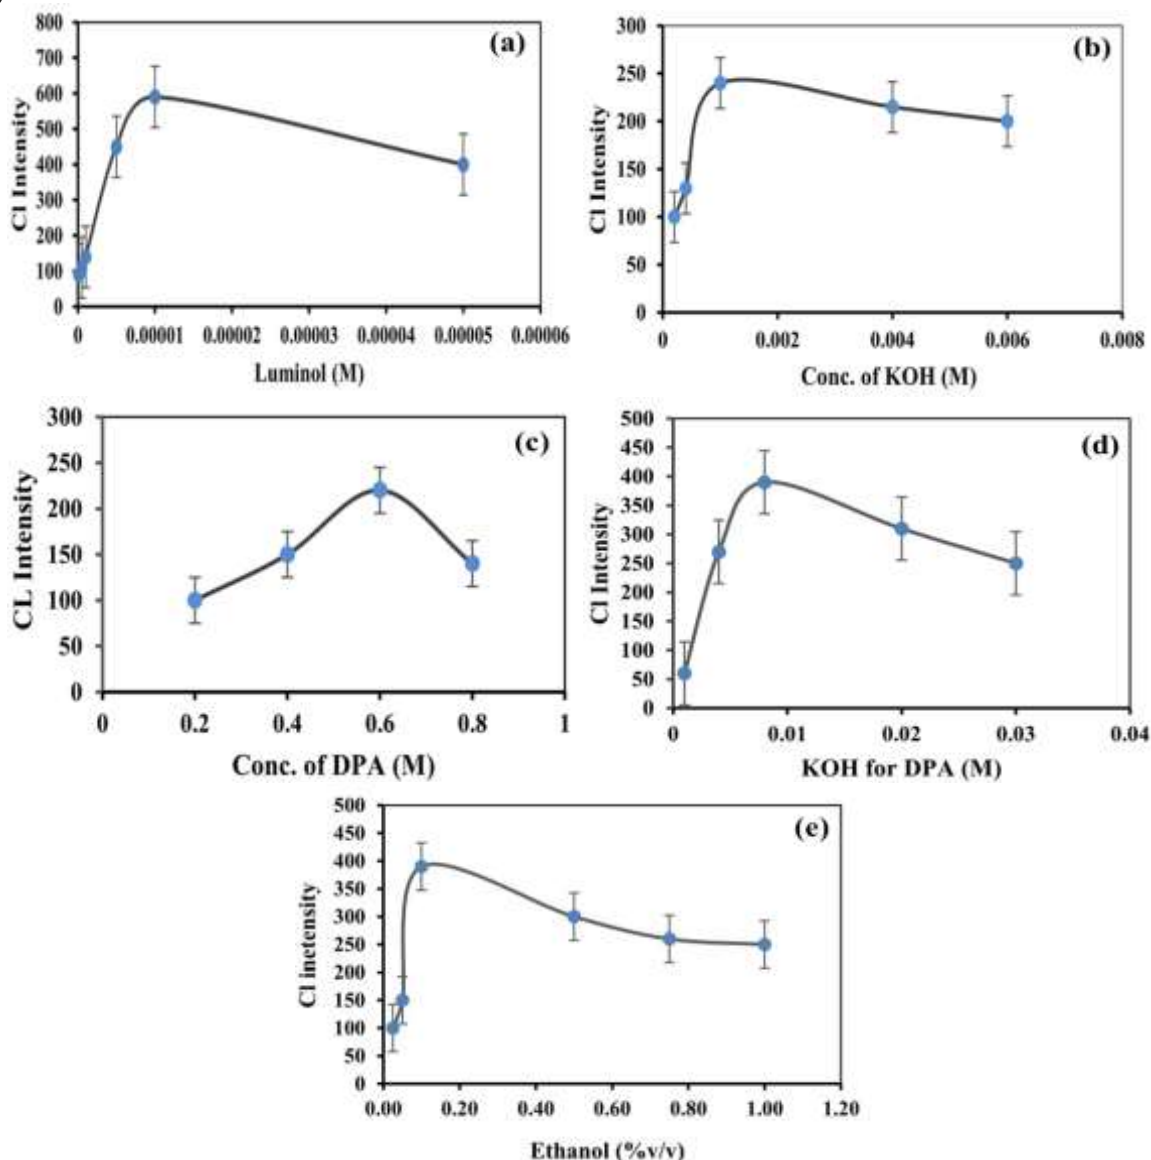 (a)
800
700
600
500
400
300
200
100
0
Cl Intensity
0 0.00001 0.00002 0.00003 0.00004 0.00005 0.00006
Luminol (M)
(b)
300
250
200
150
100
50
0
Cl Intensity
0 0.002 0.004 0.006 0.008
Conc. of KOH (M)
(c)
300
250
200
150
100
50
0
CL Intensity
0 0.2 0.4 0.6 0.8 1
Conc. of DPA (M)
(d)
500
450
400
350
300
250
200
150
100
50
0
Cl Intensity
0 0.01 0.02 0.03 0.04
KOH for DPA (M)
(e)
500
450
400
350
300
250
200
150
100
50
0
Cl inetensity
0.00 0.20 0.40 0.60 0.80 1.00 1.20
Ethanol (%v/v)